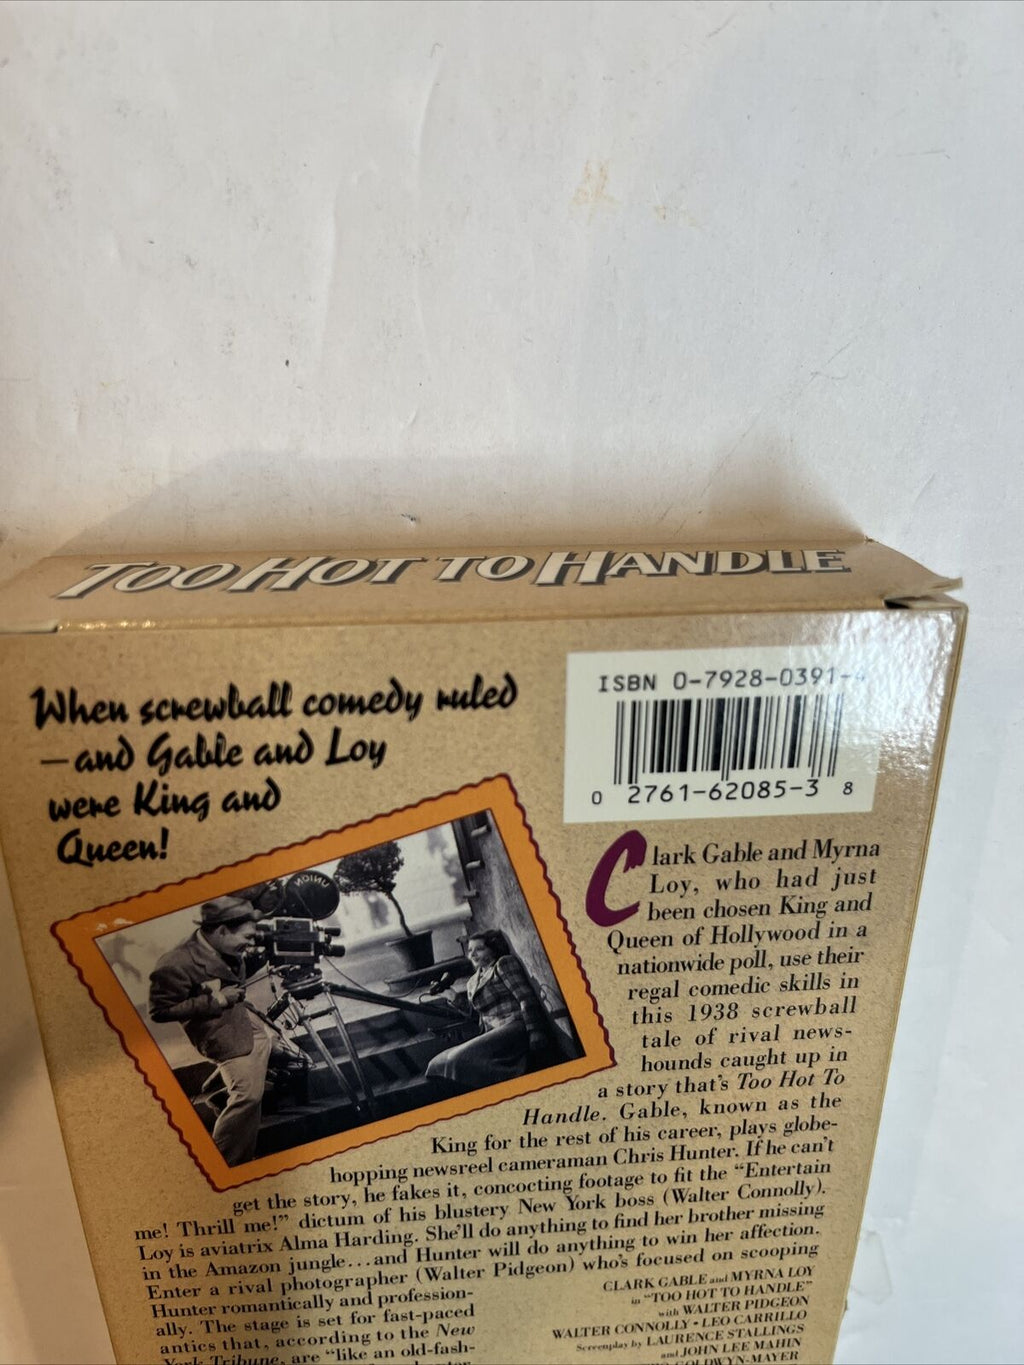 TOO HOT TO HANDLE
When screwball comedy ruled
—and Gable and Loy
were King and
Queen!
ISBN 0-7928-0391-4
0 2761-62085-3 8
UNION
Clark Gable and Myrna
Loy, who had just
been chosen King and
Queen of Hollywood in a
nationwide poll, use their
regal comedic skills in
this 1938 screwball
tale of rival news-
hounds caught up in
a story that's Too Hot To
Handle. Gable, known as the
King for the rest of his career, plays globe-
hopping newsreel cameraman Chris Hunter. If he can't
get the story, he fakes it, concocting footage to fit the “Entertain
me! Thrill me!” dictum of his blustery New York boss (Walter Connolly).
Loy is aviatrix Alma Harding. She'll do anything to find her brother missing
in the Amazon jungle...and Hunter will do anything to win her affection.
Enter a rival photographer (Walter Pidgeon) who's focused on scooping
Hunter romantically and profession-
ally. The stage is set for fast-paced
antics that, according to the New
York Tribune, are “like an old-fash-
CLARK GABLE and MYRNA LOY
in “TOO HOT TO HANDLE”
with WALTER PIDGEON
WALTER CONNOLLY • LEO CARRILLO
Screenplay by LAURENCE STALLINGS
and JOHN LEE MAHIN
GOLDWYN-MAYER